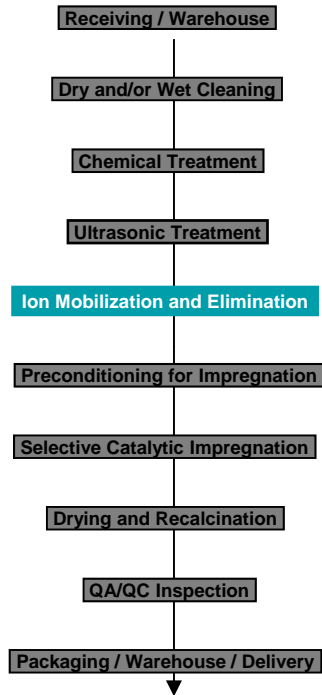 Receiving / Warehouse
Dry and/or Wet Cleaning
Chemical Treatment
Ultrasonic Treatment
Ion Mobilization and Elimination
Preconditioning for Impregnation
Selective Catalytic Impregnation
Drying and Recalcination
QA/QC Inspection
Packaging / Warehouse / Delivery